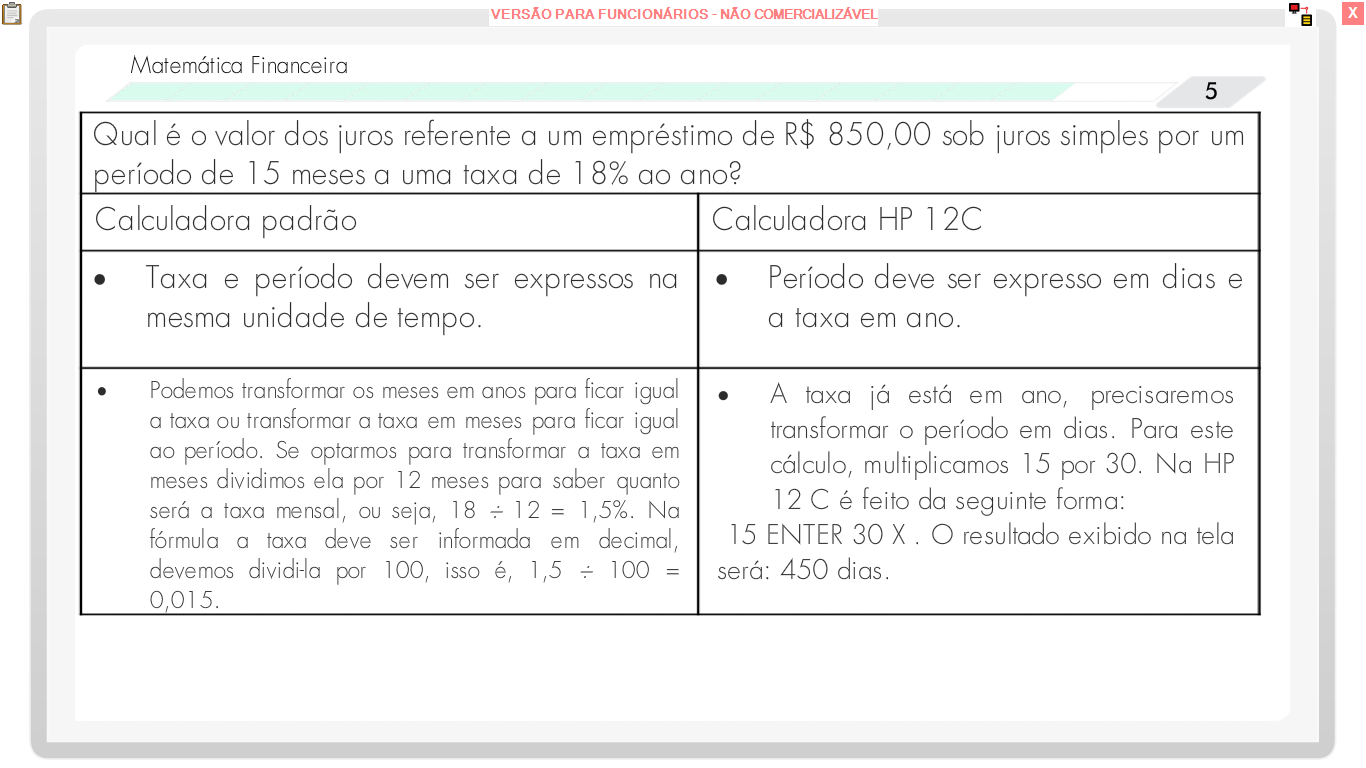 VERSÃO PARA FUNCIONÁRIOS - NÃO COMERCIALIZÁVEL
X
Matemática Financeira
5
Qual é o valor dos juros referente a um empréstimo de R$ 850,00 sob juros simples por um
período de 15 meses a uma taxa de 18% ao ano?
Calculadora padrão
Calculadora HP 12C
• Taxa e período devem ser expressos na
mesma unidade de tempo.
• Período deve ser expresso em dias e
a taxa em ano.
• Podemos transformar os meses em anos para ficar igual
a taxa ou transformar a taxa em meses para ficar igual
ao período. Se optarmos para transformar a taxa em
meses dividimos ela por 12 meses para saber quanto
será a taxa mensal, ou seja, 18 ÷ 12 = 1,5%. Na
fórmula a taxa deve ser informada em decimal,
devemos dividi-la por 100, isso é, 1,5 ÷ 100 =
0,015.
• A taxa já está em ano, precisaremos
transformar o período em dias. Para este
cálculo, multiplicamos 15 por 30. Na HP
12 C é feito da seguinte forma:
15 ENTER 30 X . O resultado exibido na tela
será: 450 dias.